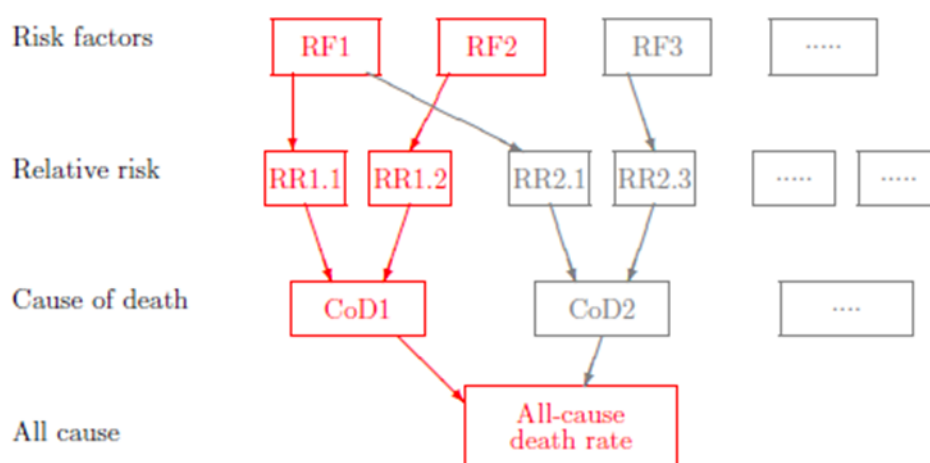 Risk factors
RF1 RF2 RF3 .....
Relative risk
RR1.1 RR1.2 RR2.1 RR2.3 ..... .....
Cause of death
CoD1 CoD2 ....
All cause
All-cause
death rate